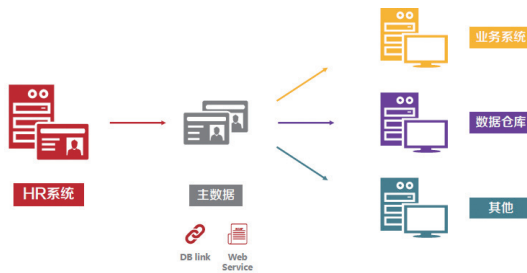 业务系统
数据仓库
HR系统
主数据
其他
DB link
Web
Service